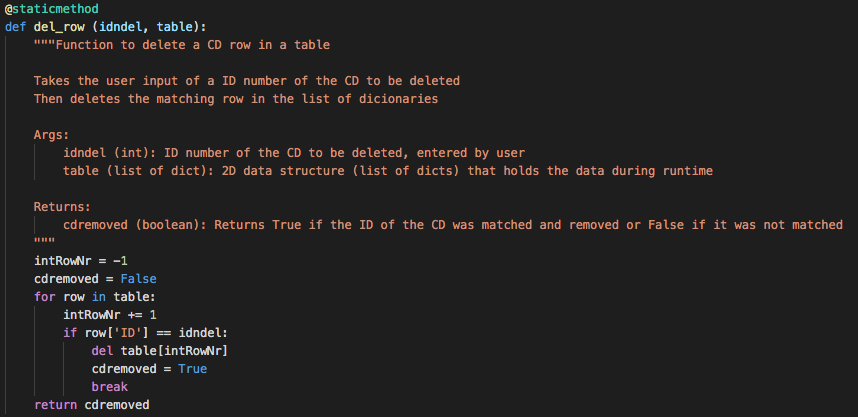 @staticmethod
def del_row (idndel, table):
    """Function to delete a CD row in a table

    Takes the user input of a ID number of the CD to be deleted
    Then deletes the matching row in the list of dicionaries

    Args:
        idndel (int): ID number of the CD to be deleted, entered by user
        table (list of dict): 2D data structure (list of dicts) that holds the data during runtime

    Returns:
        cdremoved (boolean): Returns True if the ID of the CD was matched and removed or False if it was not matched
    """
    intRowNr = -1
    cdremoved = False
    for row in table:
        intRowNr += 1
        if row['ID'] == idndel:
            del table[intRowNr]
            cdremoved = True
            break
    return cdremoved